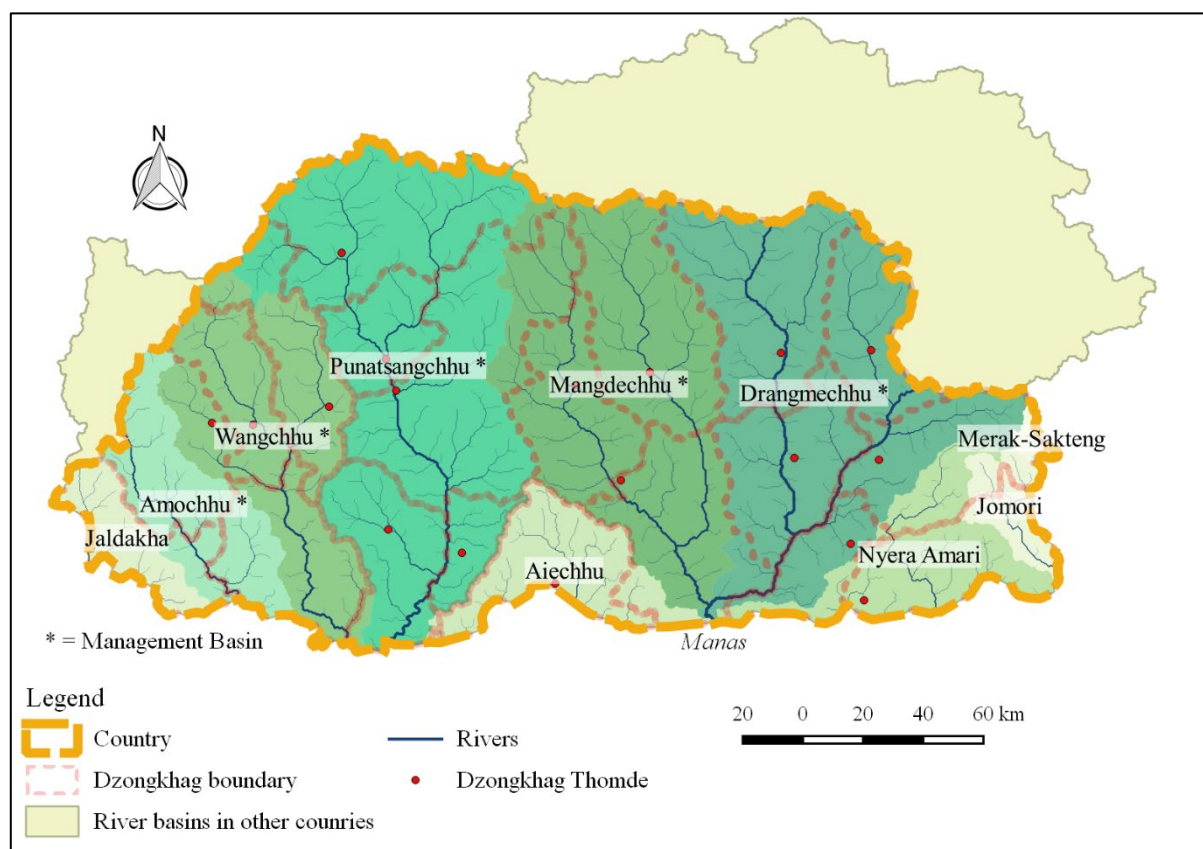 N
Punatsangchhu *
Mangdechhu *
Drangmechhu *
Wangchhu *
Merak-Sakteng
Amochhu *
Jomori
Jaldakha
Nyera Amari
Aiechhu
* = Management Basin
Manas
Legend
Country
Dzongkhag boundary
River basins in other counries
Rivers
Dzongkhag Thomde
20 0 20 40 60 km